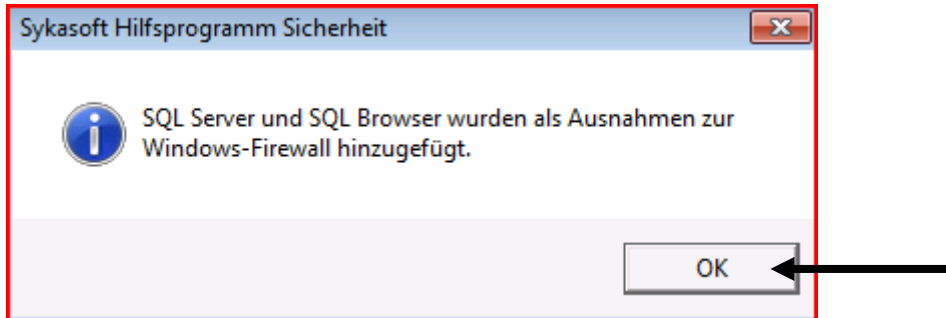 Sykasoft Hilfsprogramm Sicherheit
SQL Server und SQL Browser wurden als Ausnahmen zur
Windows-Firewall hinzugefügt.
OK